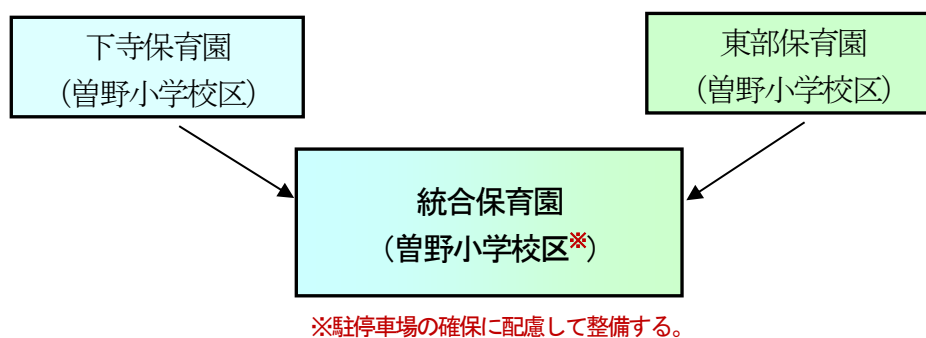 下寺保育園
（曽野小学校区）
東部保育園
（曽野小学校区）
統合保育園
（曽野小学校区※）
※駐停車場の確保に配慮して整備する。